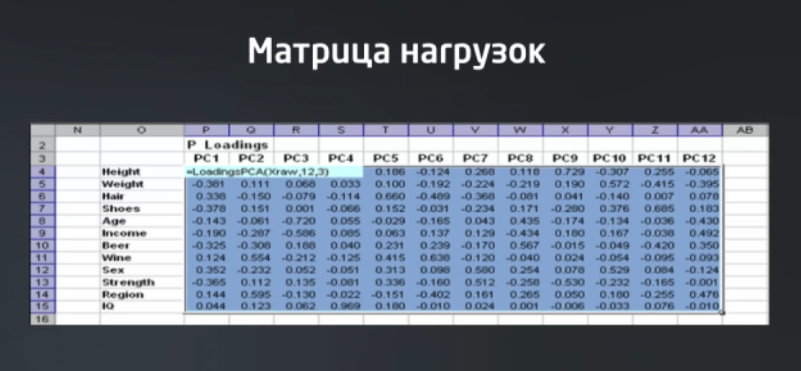 Матрица нагрузок
N O P Q R S T U V W X Y Z AA AB
2 P Loadings
3 PC1 PC2 PC3 PC4 PC5 PC6 PC7 PC8 PC9 PC10 PC11 PC12
4 Height =LoadingsPCA(Xraw,12,3) 0.186 -0.124 0.268 0.118 0.729 -0.307 0.255 -0.065
5 Weight -0.381 0.111 0.068 0.033 0.100 -0.192 -0.224 -0.219 0.190 0.572 -0.415 -0.395
6 Hair 0.338 -0.150 -0.079 -0.114 0.660 -0.489 -0.368 -0.081 0.041 -0.140 0.007 0.078
7 Shoes -0.378 0.151 0.001 -0.066 0.152 -0.031 -0.234 0.171 -0.280 0.376 0.685 0.183
8 Age -0.143 -0.061 -0.720 0.055 -0.029 -0.165 0.043 0.435 -0.174 -0.134 -0.036 -0.430
9 Income -0.190 -0.287 -0.586 0.085 0.063 0.137 0.129 -0.434 0.180 0.167 -0.038 0.492
10 Beer -0.325 -0.308 0.188 0.040 0.231 0.239 -0.170 0.567 -0.015 -0.049 -0.420 0.350
11 Wine 0.124 0.554 -0.212 -0.125 0.415 0.638 -0.120 -0.040 0.024 -0.054 -0.095 -0.093
12 Sex 0.352 -0.232 0.052 -0.051 0.313 0.098 0.580 0.254 0.078 0.529 0.084 -0.124
13 Strength -0.365 0.112 0.135 -0.081 0.336 -0.160 0.512 -0.258 -0.530 -0.232 -0.165 -0.001
14 Region 0.144 0.595 -0.130 -0.022 -0.151 -0.402 0.161 0.265 0.050 0.180 -0.255 0.476
15 IQ 0.044 0.123 0.062 0.969 0.180 -0.010 0.024 0.001 -0.006 -0.033 0.076 -0.010
16